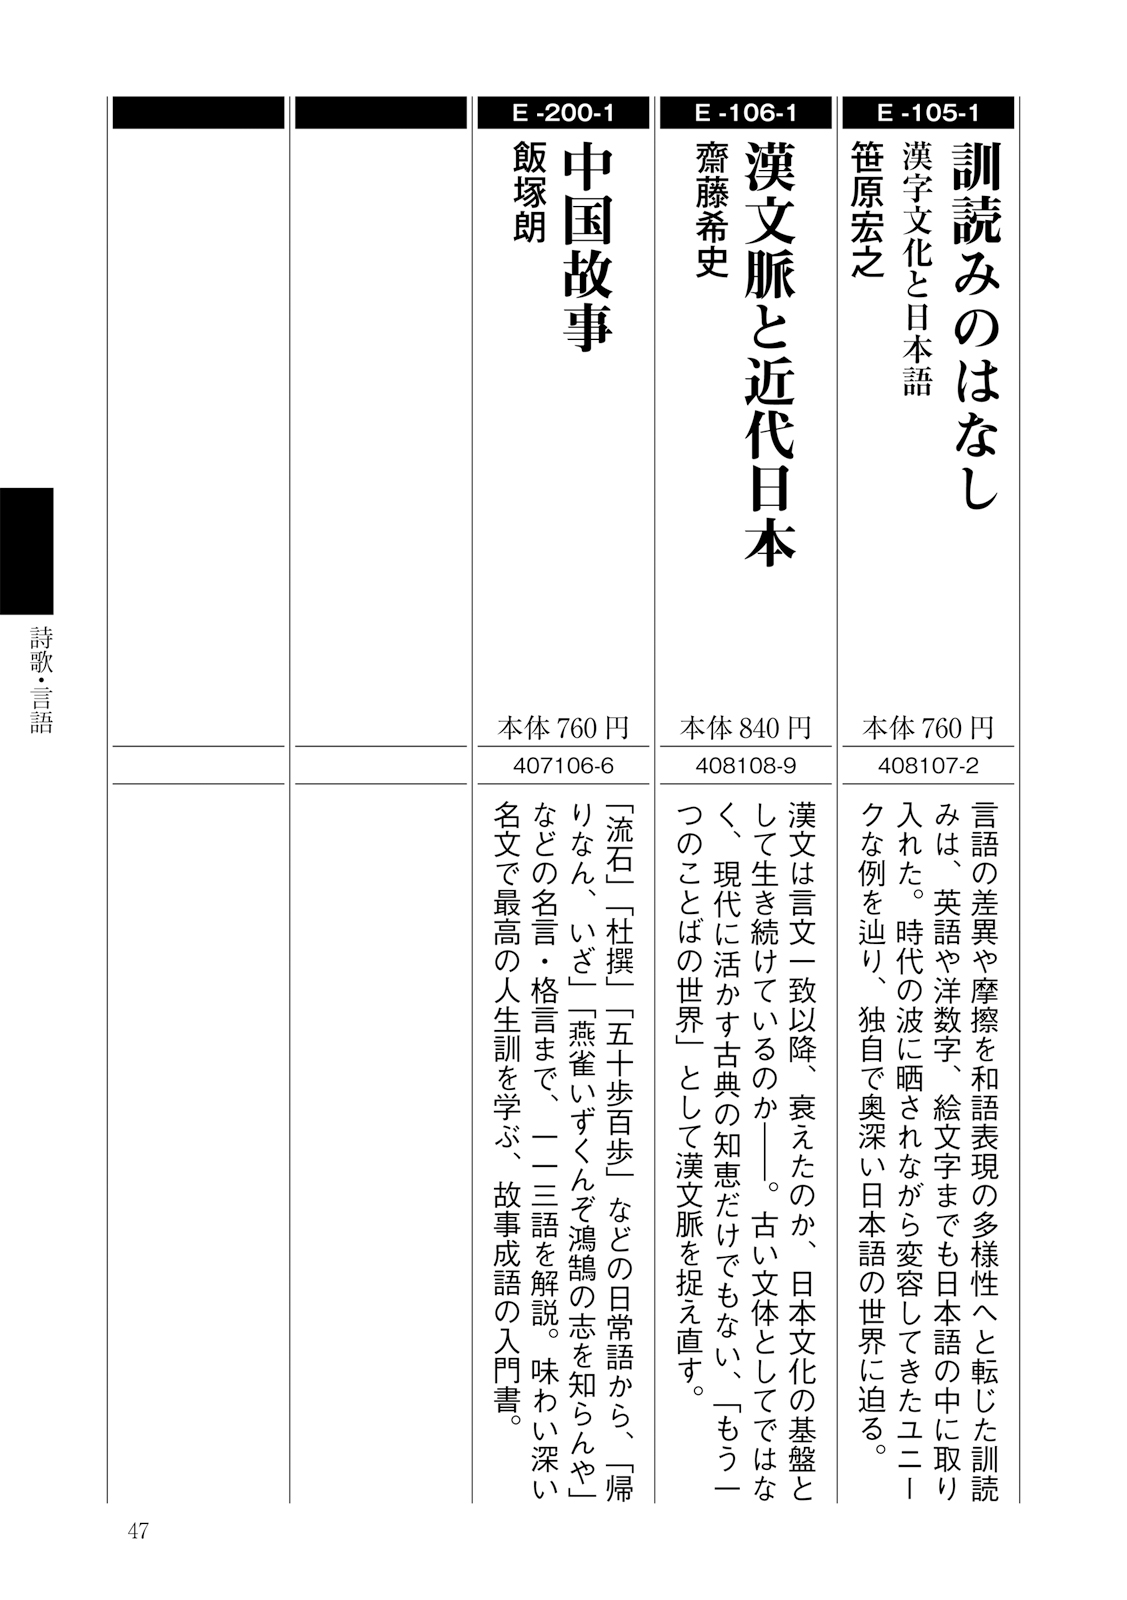 E-105-1
訓読みのはなし
漢字文化と日本語
笹原宏之
本体760円
408107-2
言語の差異や摩擦を和語表現の多様性へと転じた訓読
みは、英語や洋数字、絵文字までも日本語の中に取り
入れた。時代の波に晒されながら変容してきたユニー
クな例を辿り、独自で奥深い日本語の世界に迫る。
E-106-1
漢文脈と近代日本
齋藤希史
本体840円
408108-9
漢文は言文一致以降、衰えたのか、日本文化の基盤と
して生き続けているのか――。古い文体としてではな
く、現代に活かす古典の知恵だけでもない、「もう一
つのことばの世界」として漢文脈を捉え直す。
E-200-1
中国故事
飯塚朗
本体760円
407106-6
「流石」「杜撰」「五十歩百歩」などの日常語から、「帰
りなん、いざ」「燕雀いずくんぞ鴻鵠の志を知らんや」
などの名言・格言まで、一一三語を解説。味わい深い
名文で最高の人生訓を学ぶ、故事成語の入門書。
詩歌・言語
47